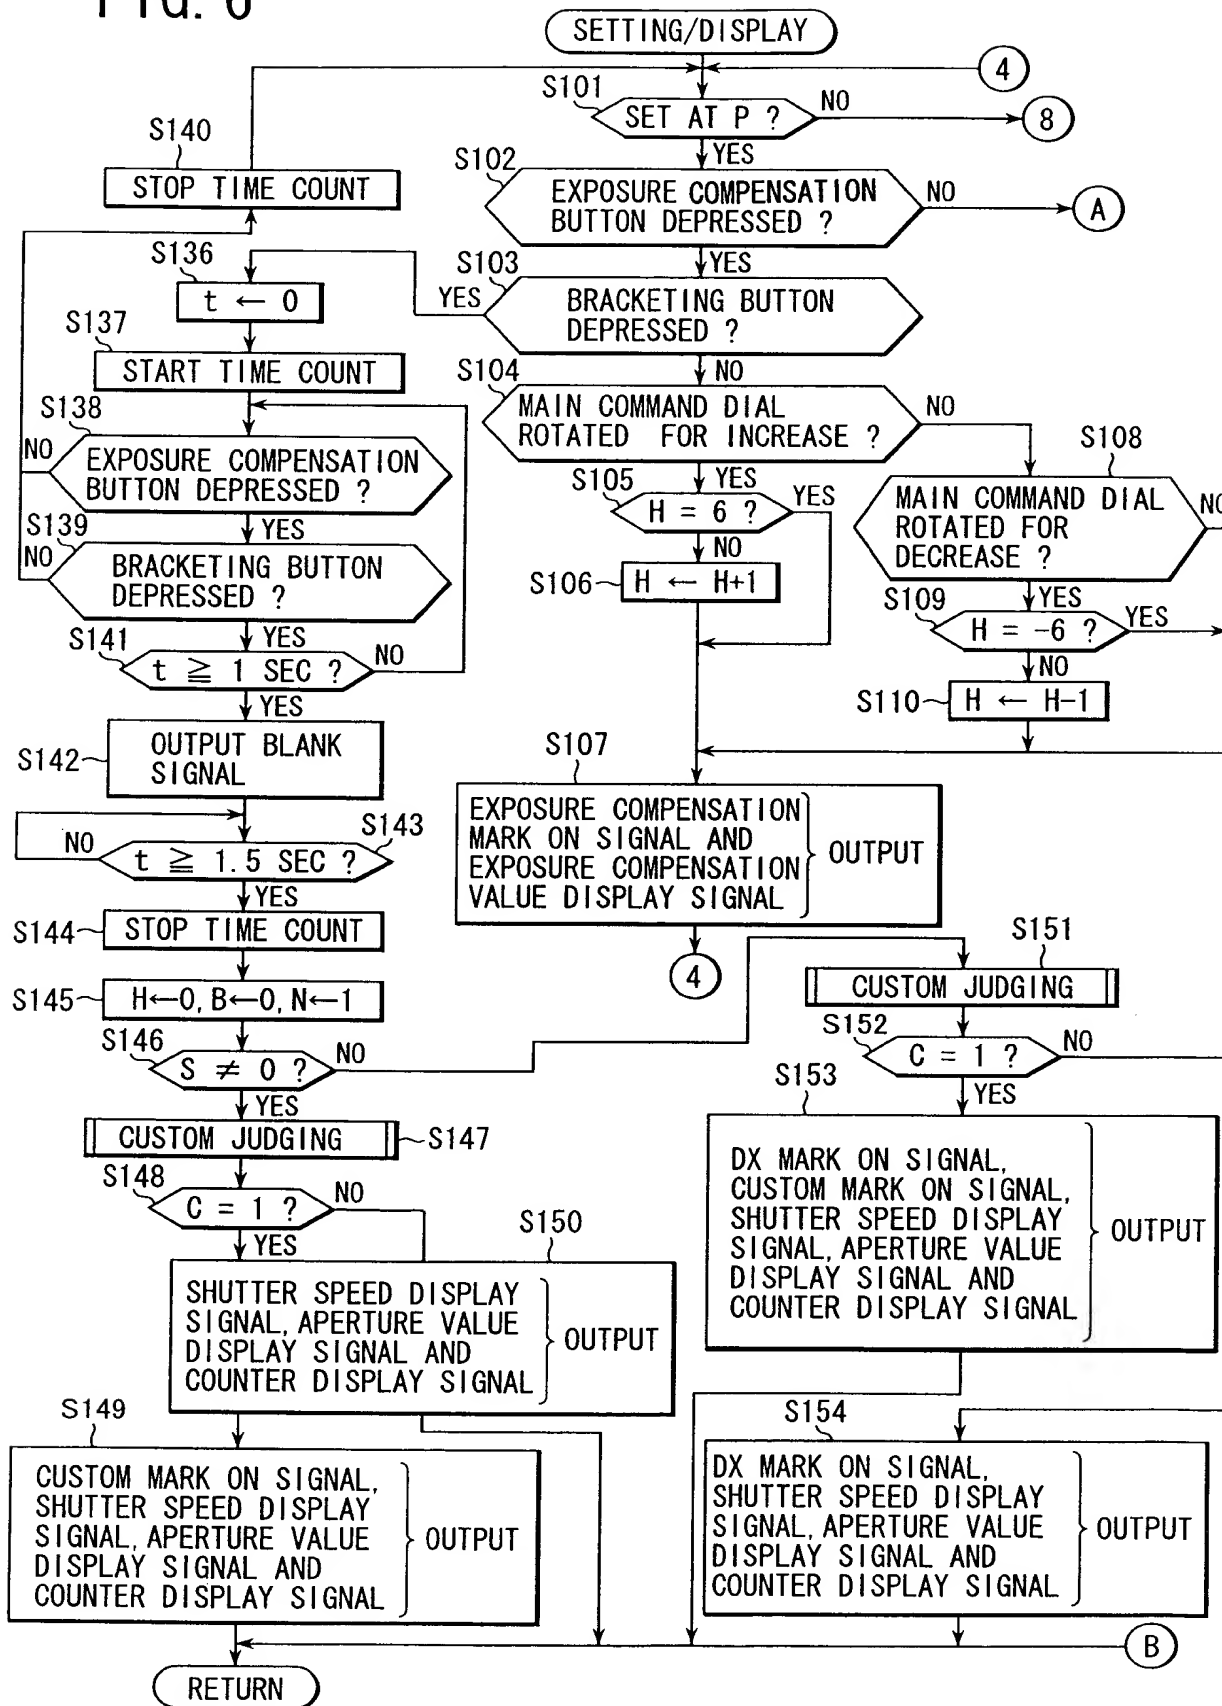 FIG. 6
SETTING/DISPLAY
4
S101
SET AT P ?
NO
8
YES
S140
STOP TIME COUNT
S102
EXPOSURE COMPENSATION
BUTTON DEPRESSED ?
NO
A
YES
S136
t ← 0
S103
YES
BRACKETING BUTTON
DEPRESSED ?
NO
S137
START TIME COUNT
S104
MAIN COMMAND DIAL
ROTATED FOR INCREASE ?
NO
YES
S138
NO
EXPOSURE COMPENSATION
BUTTON DEPRESSED ?
YES
S105
H = 6 ?
YES
NO
S108
MAIN COMMAND DIAL
ROTATED FOR
DECREASE ?
NO
YES
S139
NO
BRACKETING BUTTON
DEPRESSED ?
YES
S106
H ← H+1
S109
H = -6 ?
YES
NO
S141
t ≧ 1 SEC ?
NO
YES
S110
H ← H-1
S142
OUTPUT BLANK
SIGNAL
S107
EXPOSURE COMPENSATION
MARK ON SIGNAL AND
EXPOSURE COMPENSATION
VALUE DISPLAY SIGNAL
OUTPUT
4
S143
NO
t ≧ 1.5 SEC ?
YES
S144
STOP TIME COUNT
S145
H←0, B←0, N←1
S151
CUSTOM JUDGING
S146
S ≠ 0 ?
NO
YES
S152
C = 1 ?
NO
YES
CUSTOM JUDGING
S147
S153
DX MARK ON SIGNAL,
CUSTOM MARK ON SIGNAL,
SHUTTER SPEED DISPLAY
SIGNAL, APERTURE VALUE
DISPLAY SIGNAL AND
COUNTER DISPLAY SIGNAL
OUTPUT
S148
C = 1 ?
NO
YES
S150
SHUTTER SPEED DISPLAY
SIGNAL, APERTURE VALUE
DISPLAY SIGNAL AND
COUNTER DISPLAY SIGNAL
OUTPUT
S149
CUSTOM MARK ON SIGNAL,
SHUTTER SPEED DISPLAY
SIGNAL, APERTURE VALUE
DISPLAY SIGNAL AND
COUNTER DISPLAY SIGNAL
OUTPUT
S154
DX MARK ON SIGNAL,
SHUTTER SPEED DISPLAY
SIGNAL, APERTURE VALUE
DISPLAY SIGNAL AND
COUNTER DISPLAY SIGNAL
OUTPUT
B
RETURN